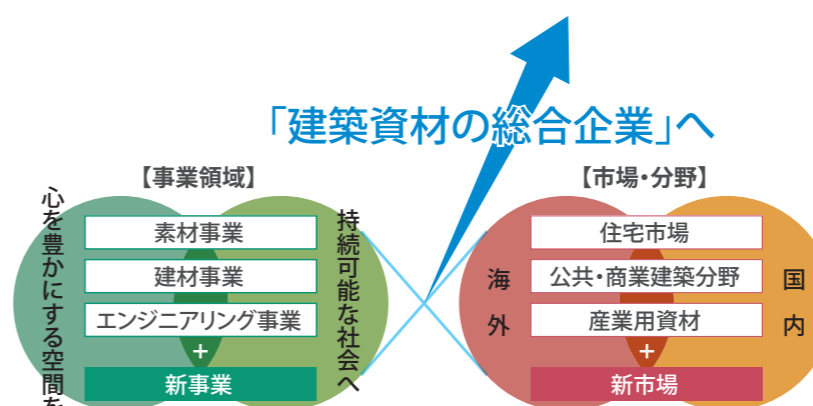 「建築資材の総合企業」へ
【事業領域】
心を豊かにする空間を
素材事業
建材事業
エンジニアリング事業
+
新事業
持続可能な社会へ
【市場・分野】
海外
住宅市場
公共・商業建築分野
産業用資材
+
新市場
国内